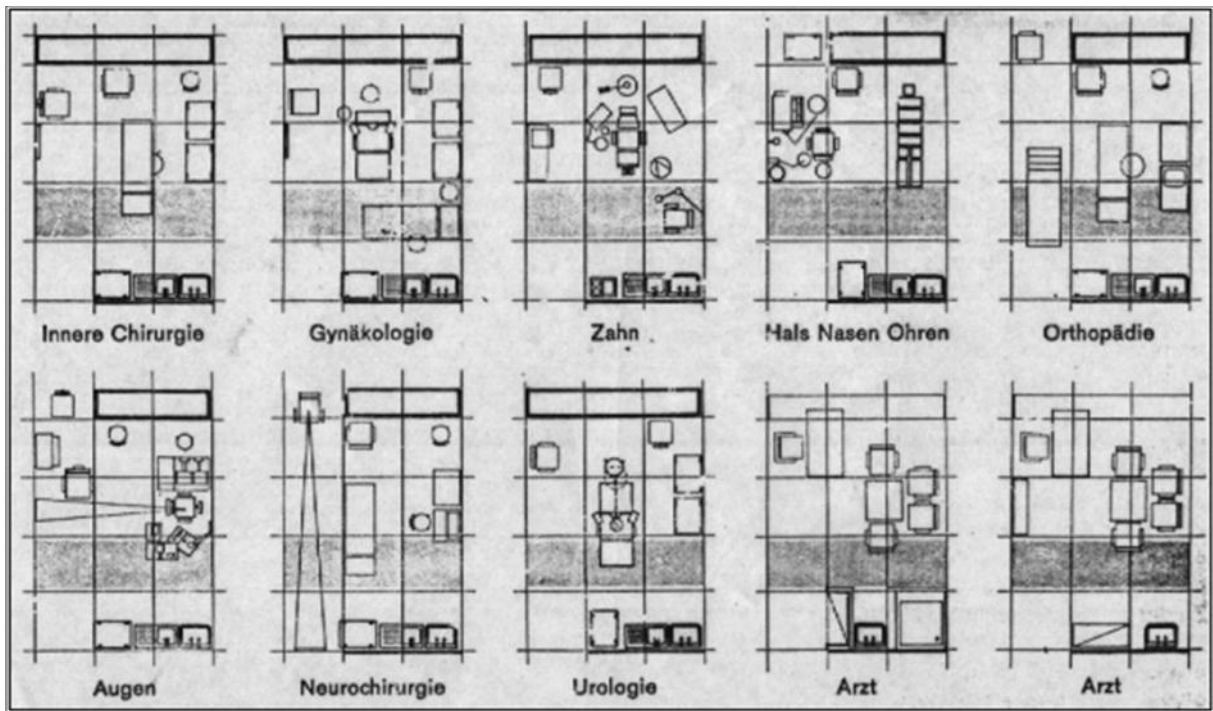 Innere Chirurgie
Gynäkologie
Zahn
Hals Nasen Ohren
Orthopädie
Augen
Neurochirurgie
Urologie
Arzt
Arzt